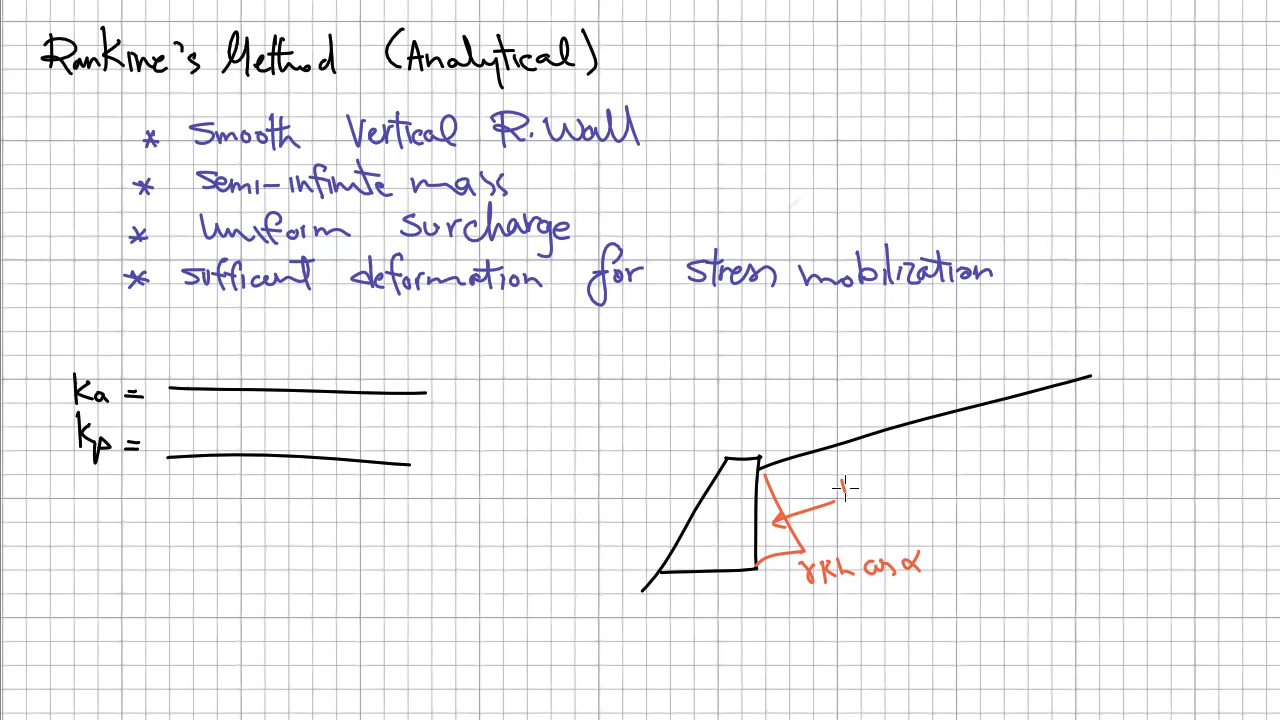 Rankine's Method (Analytical)
* Smooth Vertical R. Wall
* semi-infinite mass
* Uniform surcharge
* sufficent deformation for stress mobilization
Ka =
Kp =
γKh cos α